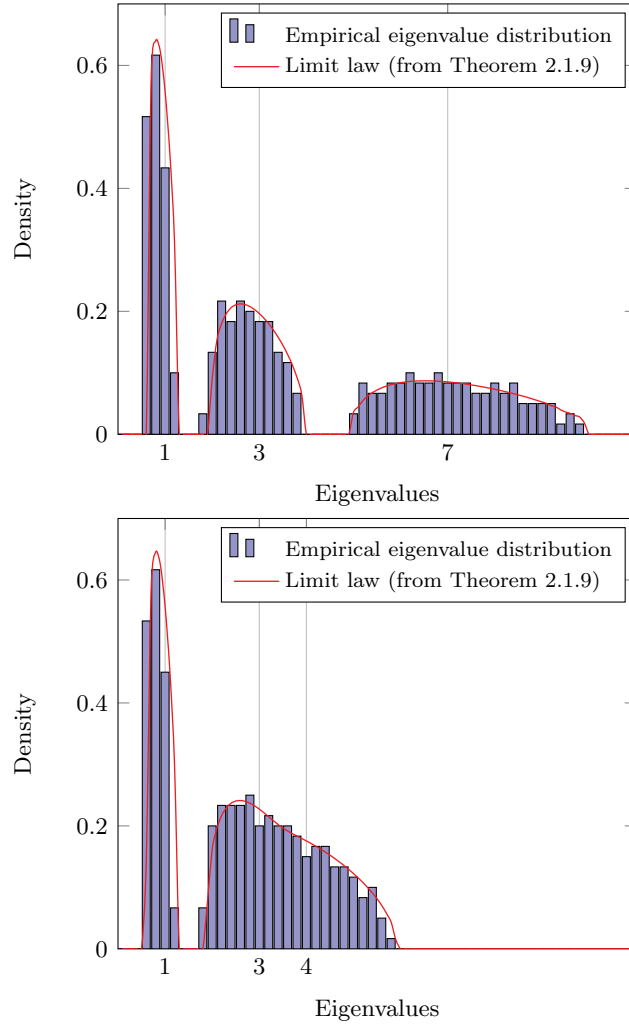 Empirical eigenvalue distribution
Limit law (from Theorem 2.1.9)
0.6
0.4
0.2
0
Density
1 3 7
Eigenvalues
Empirical eigenvalue distribution
Limit law (from Theorem 2.1.9)
0.6
0.4
0.2
0
Density
1 3 4
Eigenvalues